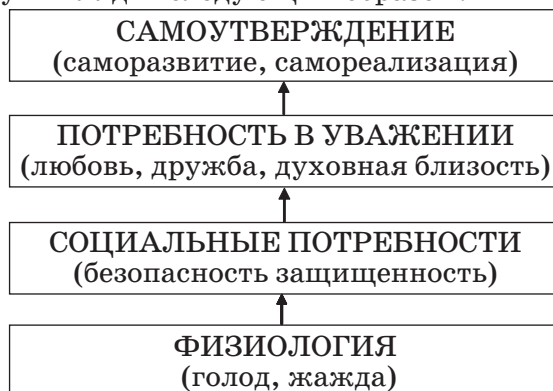 САМОУТВЕРЖДЕНИЕ
(саморазвитие, самореализация)
ПОТРЕБНОСТЬ В УВАЖЕНИИ
(любовь, дружба, духовная близость)
СОЦИАЛЬНЫЕ ПОТРЕБНОСТИ
(безопасность защищенность)
ФИЗИОЛОГИЯ
(голод, жажда)